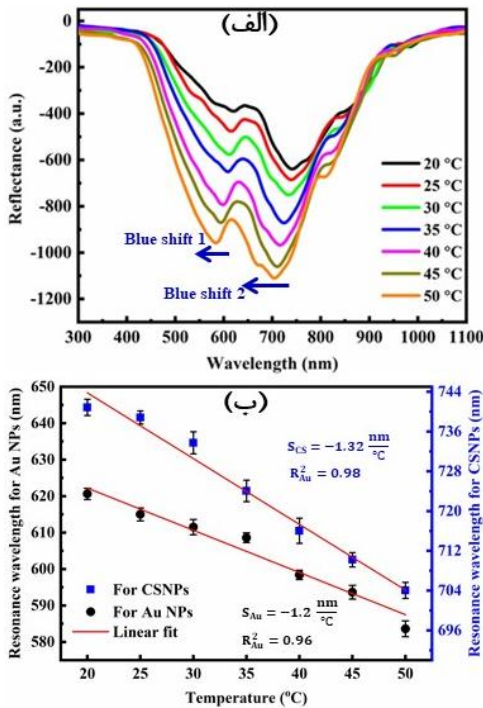 (الف)
0
-200
-400
-600
-800
-1000
-1200
Reflectance (a.u.)
20 °C
25 °C
30 °C
35 °C
40 °C
45 °C
50 °C
Blue shift 1
Blue shift 2
300 400 500 600 700 800 900 1000 1100
Wavelength (nm)
(ب)
650
640
630
620
610
600
590
580
Resonance wavelength for Au NPs (nm)
744
736
728
720
712
704
696
Resonance wavelength for CSNPs (nm)
S_CS = −1.32 nm/°C
R²_Au = 0.98
For CSNPs
For Au NPs
Linear fit
S_Au = −1.2 nm/°C
R²_Au = 0.96
20 25 30 35 40 45 50
Temperature (°C)